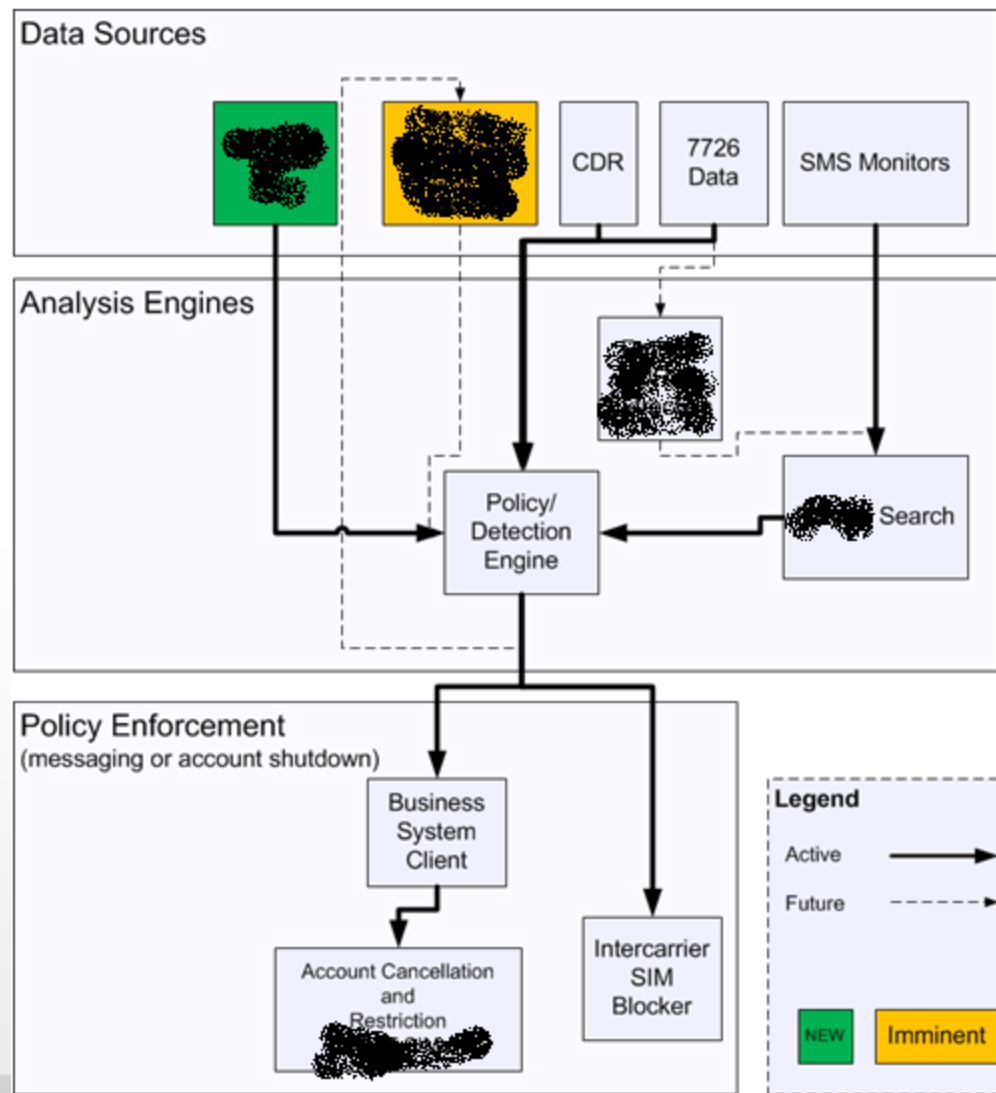 Data Sources
CDR
7726
Data
SMS Monitors
Analysis Engines
Policy/
Detection
Engine
Search
Policy Enforcement
(messaging or account shutdown)
Business
System
Client
Account Cancellation
and
Restriction
Intercarrier
SIM
Blocker
Legend
Active
Future
NEW
Imminent